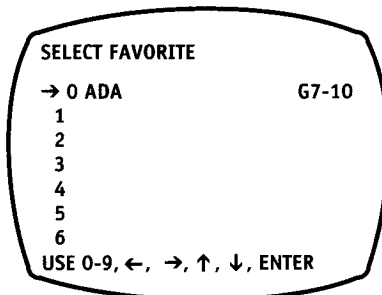 SELECT FAVORITE
→ 0 ADA G7-10
1
2
3
4
5
6
USE 0-9, ←, →, ↑, ↓, ENTER